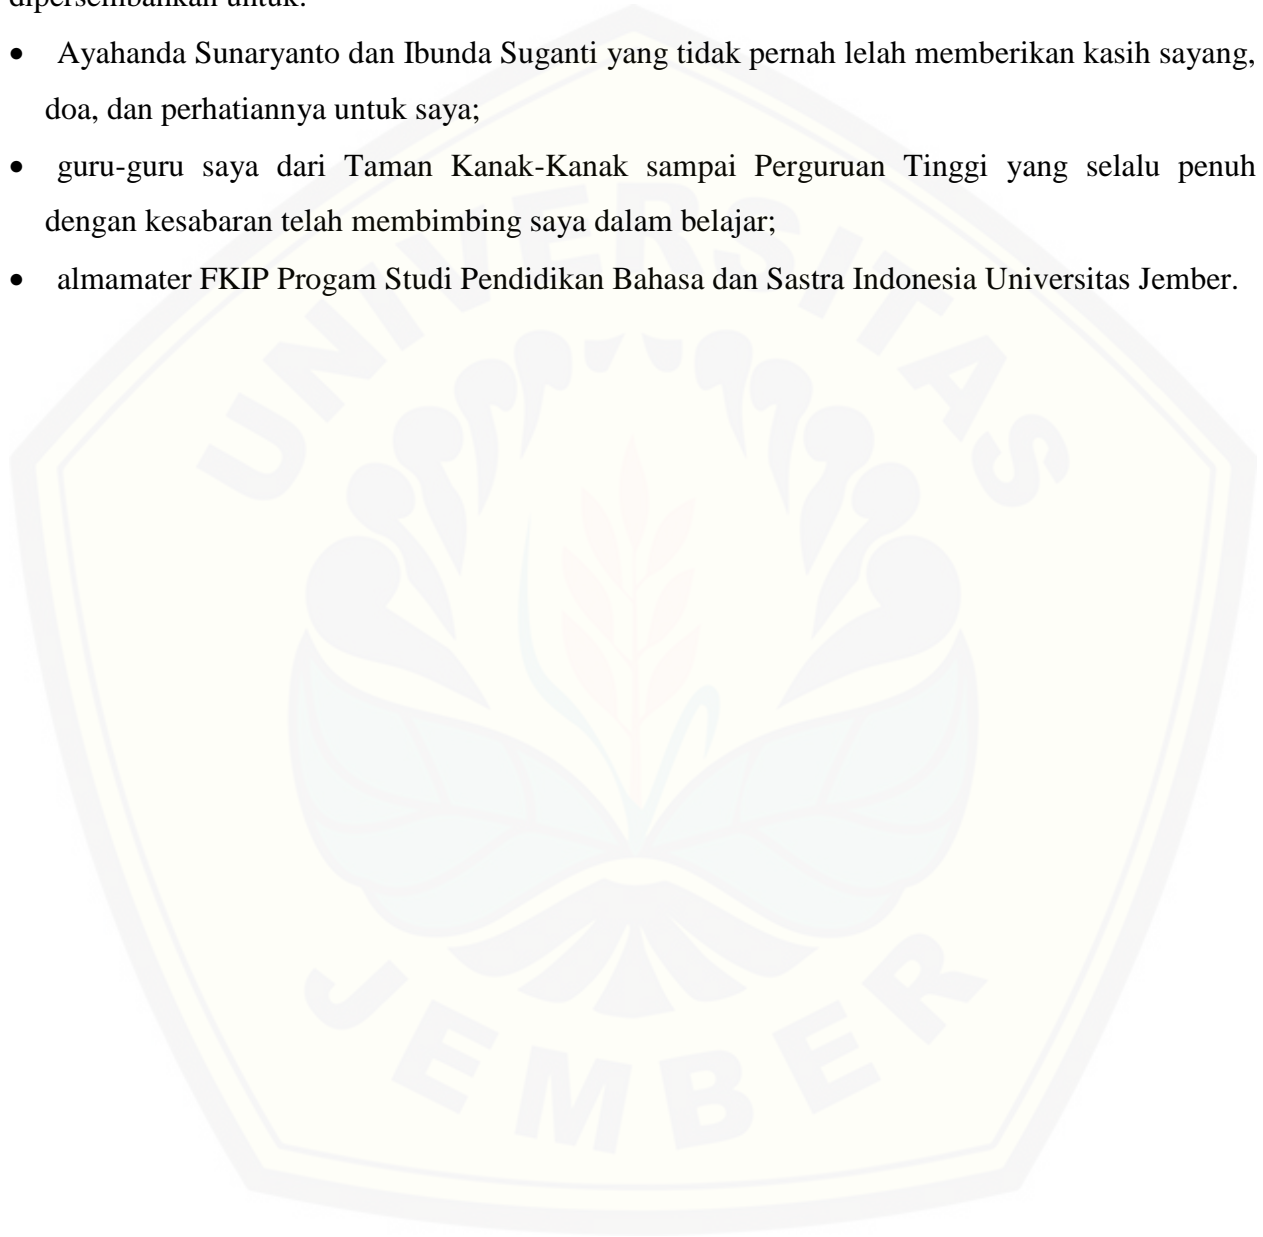 dipersembahkan untuk:
• Ayahanda Sunaryanto dan Ibunda Suganti yang tidak pernah lelah memberikan kasih sayang,
doa, dan perhatiannya untuk saya;
• guru-guru saya dari Taman Kanak-Kanak sampai Perguruan Tinggi yang selalu penuh
dengan kesabaran telah membimbing saya dalam belajar;
• almamater FKIP Progam Studi Pendidikan Bahasa dan Sastra Indonesia Universitas Jember.
UNIVERSITAS
JEMBER